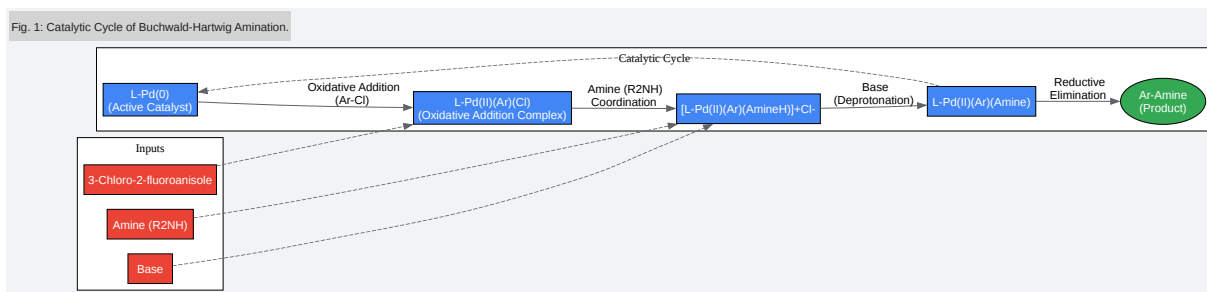 Fig. 1: Catalytic Cycle of Buchwald-Hartwig Amination.
Catalytic Cycle
L-Pd(0)
(Active Catalyst)
Oxidative Addition
(Ar-Cl)
L-Pd(II)(Ar)(Cl)
(Oxidative Addition Complex)
Amine (R2NH)
Coordination
[L-Pd(II)(Ar)(AmineH)]+Cl-
Base
(Deprotonation)
L-Pd(II)(Ar)(Amine)
Reductive
Elimination
Ar-Amine
(Product)
Inputs
3-Chloro-2-fluoroanisole
Amine (R2NH)
Base